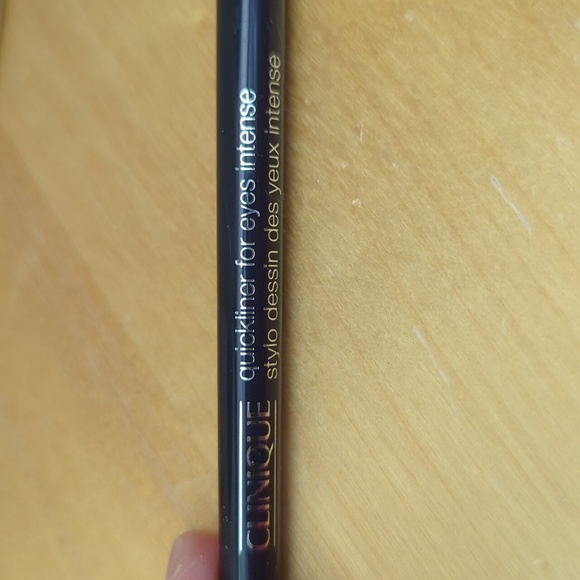 CLINIQUE
quickliner for eyes intense
stylo dessin des yeux intense